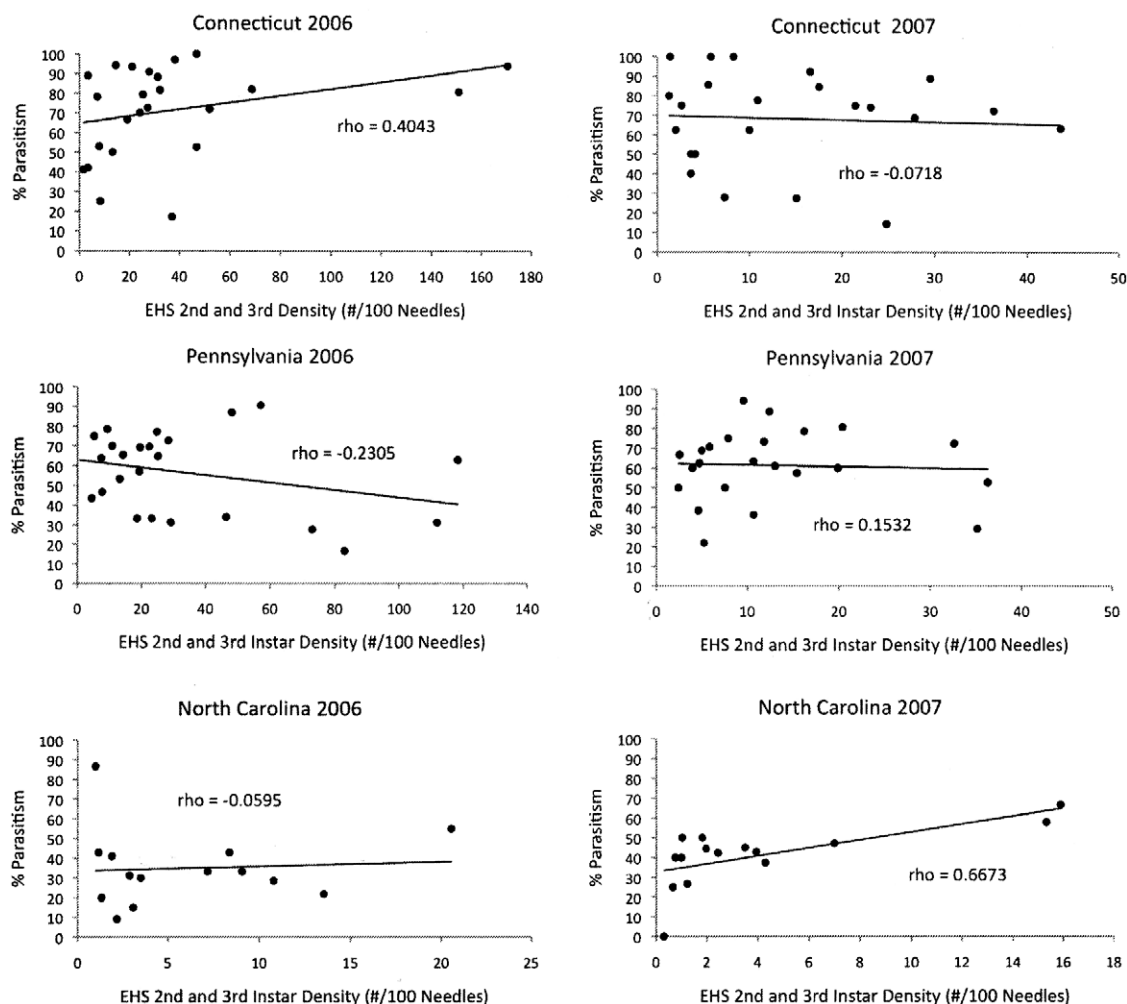 Connecticut 2006
% Parasitism
100
90
80
70
60
50
40
30
20
10
0
rho = 0.4043
0 20 40 60 80 100 120 140 160 180
EHS 2nd and 3rd Density (#/100 Needles)
Connecticut 2007
% Parasitism
100
90
80
70
60
50
40
30
20
10
0
rho = -0.0718
0 10 20 30 40 50
EHS 2nd and 3rd Instar Density (#/100 Needles)
Pennsylvania 2006
% Parasitism
100
90
80
70
60
50
40
30
20
10
0
rho = -0.2305
0 20 40 60 80 100 120 140
EHS 2nd and 3rd Instar Density (#/100 Needles)
Pennsylvania 2007
% Parasitism
100
90
80
70
60
50
40
30
20
10
0
rho = 0.1532
0 10 20 30 40 50
EHS 2nd and 3rd Instar Density (#/100 Needles)
North Carolina 2006
% Parasitism
100
90
80
70
60
50
40
30
20
10
0
rho = -0.0595
0 5 10 15 20 25
EHS 2nd and 3rd Instar Density (#/100 Needles)
North Carolina 2007
% Parasitism
100
90
80
70
60
50
40
30
20
10
0
rho = 0.6673
0 2 4 6 8 10 12 14 16 18
EHS 2nd and 3rd Instar Density (#/100 Needles)